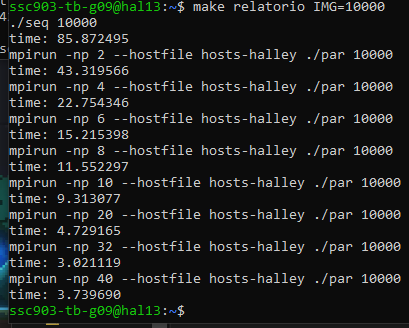 ssc903-tb-g09@hal13:~$ make relatorio IMG=10000
./seq 10000
time: 85.872495
mpirun -np 2 --hostfile hosts-halley ./par 10000
time: 43.319566
mpirun -np 4 --hostfile hosts-halley ./par 10000
time: 22.754346
mpirun -np 6 --hostfile hosts-halley ./par 10000
time: 15.215398
mpirun -np 8 --hostfile hosts-halley ./par 10000
time: 11.552297
mpirun -np 10 --hostfile hosts-halley ./par 10000
time: 9.313077
mpirun -np 20 --hostfile hosts-halley ./par 10000
time: 4.729165
mpirun -np 32 --hostfile hosts-halley ./par 10000
time: 3.021119
mpirun -np 40 --hostfile hosts-halley ./par 10000
time: 3.739690
ssc903-tb-g09@hal13:~$